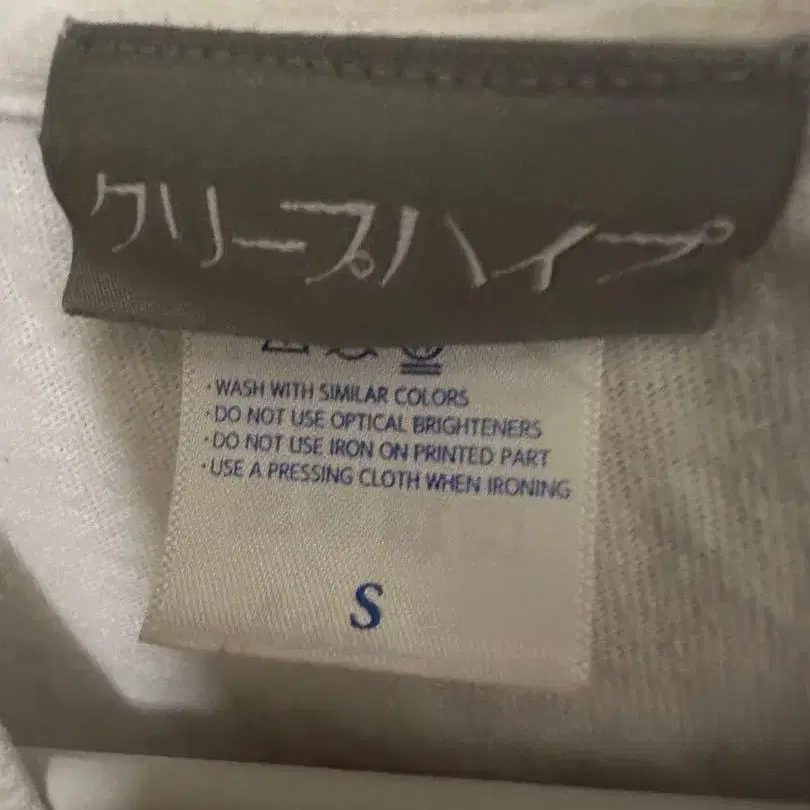 クリープハイプ
・WASH WITH SIMILAR COLORS
・DO NOT USE OPTICAL BRIGHTENERS
・DO NOT USE IRON ON PRINTED PART
・USE A PRESSING CLOTH WHEN IRONING
S